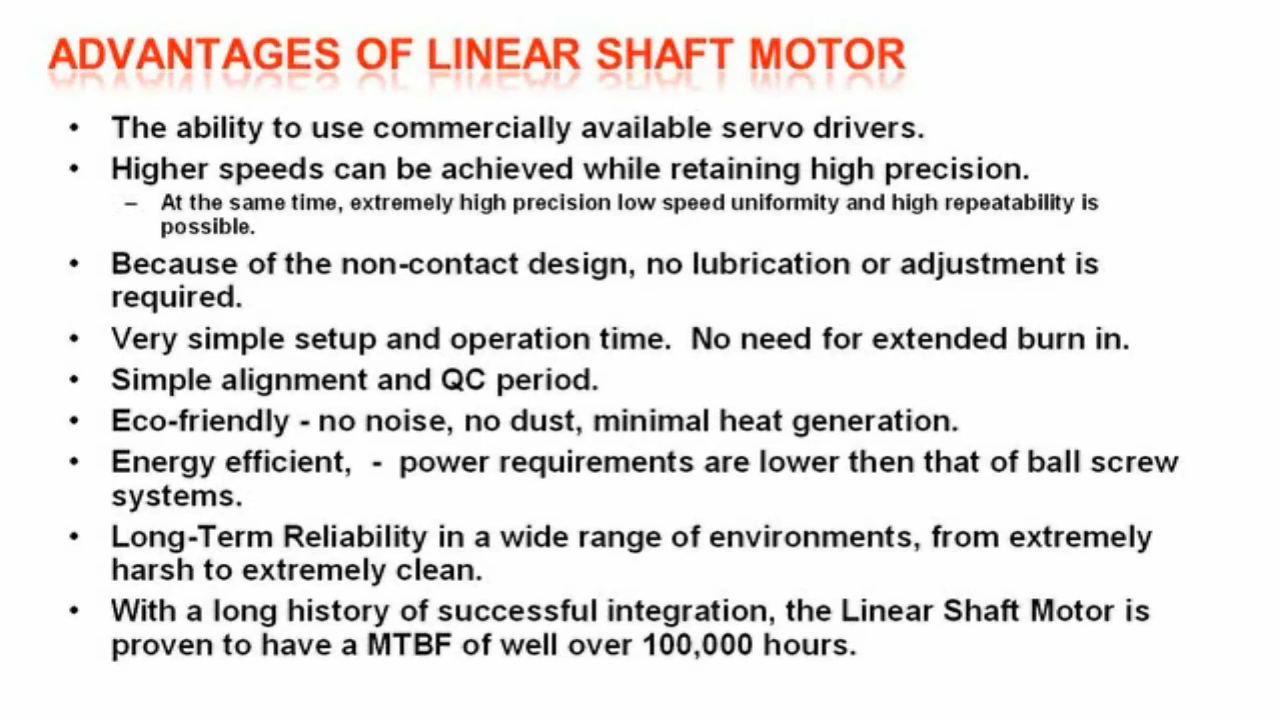 ADVANTAGES OF LINEAR SHAFT MOTOR
• The ability to use commercially available servo drivers.
• Higher speeds can be achieved while retaining high precision.
– At the same time, extremely high precision low speed uniformity and high repeatability is
possible.
• Because of the non-contact design, no lubrication or adjustment is
required.
• Very simple setup and operation time.  No need for extended burn in.
• Simple alignment and QC period.
• Eco-friendly - no noise, no dust, minimal heat generation.
• Energy efficient,  -  power requirements are lower then that of ball screw
systems.
• Long-Term Reliability in a wide range of environments, from extremely
harsh to extremely clean.
• With a long history of successful integration, the Linear Shaft Motor is
proven to have a MTBF of well over 100,000 hours.